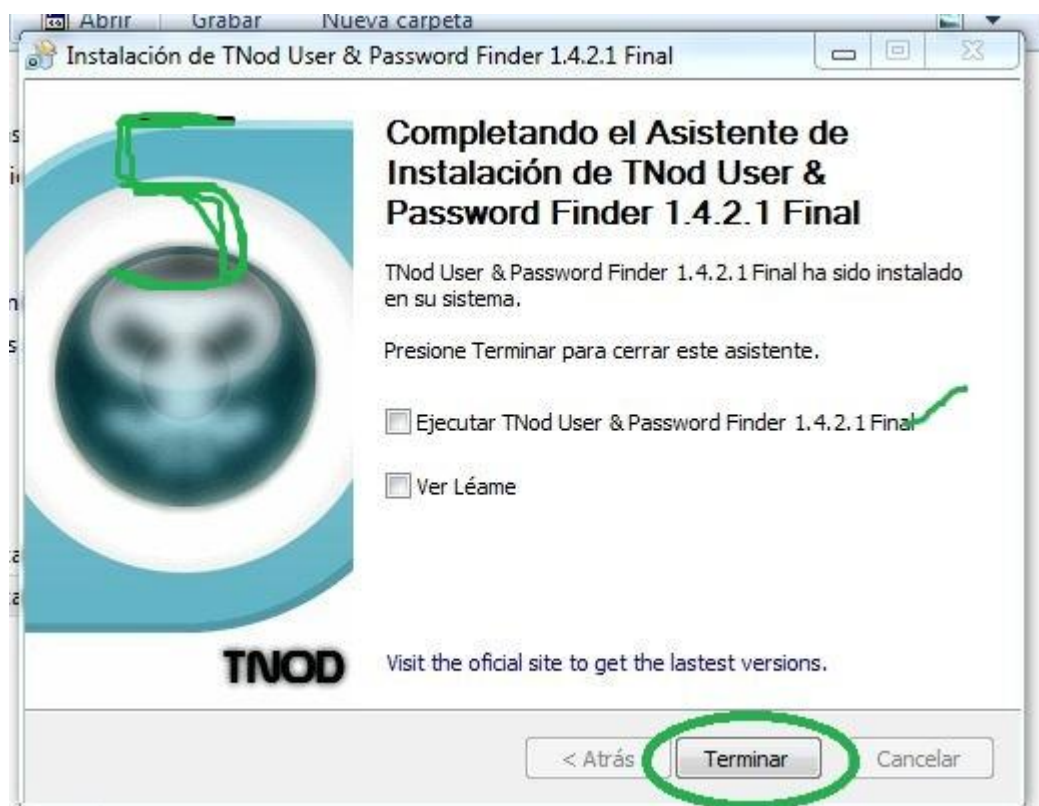 Abrir Grabar Nueva carpeta
Instalación de TNod User & Password Finder 1.4.2.1 Final
5
Completando el Asistente de
Instalación de TNod User &
Password Finder 1.4.2.1 Final
TNod User & Password Finder 1.4.2.1 Final ha sido instalado
en su sistema.
Presione Terminar para cerrar este asistente.
Ejecutar TNod User & Password Finder 1.4.2.1 Final
Ver Léame
TNOD
Visit the oficial site to get the lastest versions.
< Atrás Terminar Cancelar